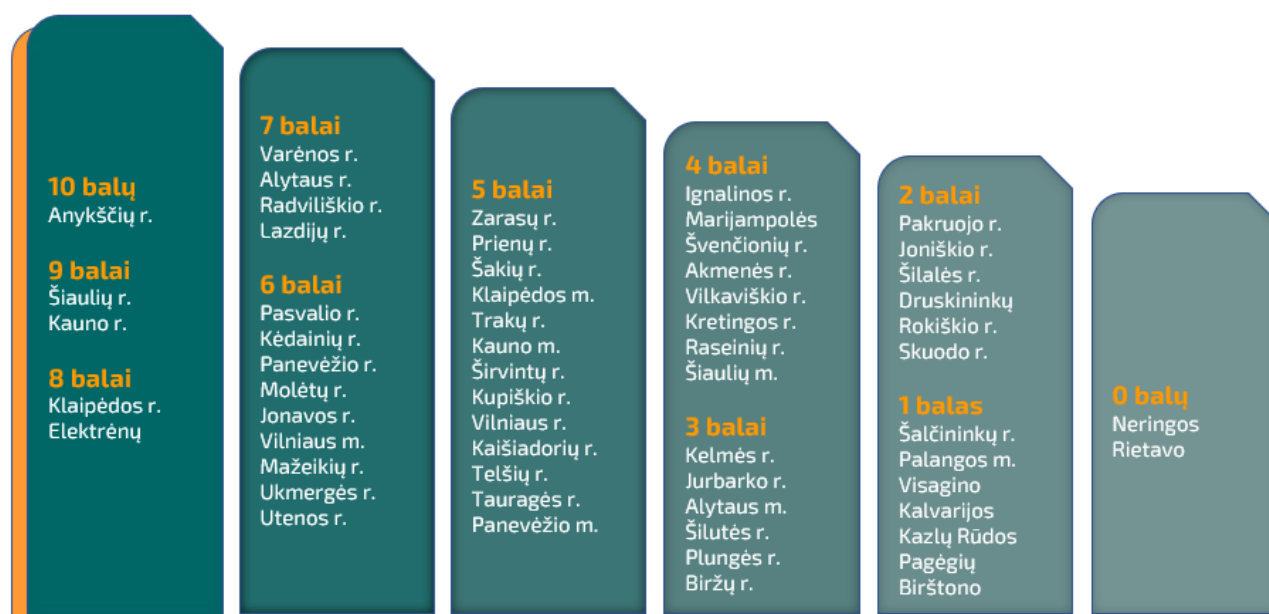 10 balų
Anykščių r.
9 balai
Šiaulių r.
Kauno r.
8 balai
Klaipėdos r.
Elektrėnų
7 balai
Varėnos r.
Alytaus r.
Radviliškio r.
Lazdijų r.
6 balai
Pasvalio r.
Kėdainių r.
Panevėžio r.
Molėtų r.
Jonavos r.
Vilniaus m.
Mažeikių r.
Ukmergės r.
Utenos r.
5 balai
Zarasų r.
Prienų r.
Šakių r.
Klaipėdos m.
Trakų r.
Kauno m.
Širvintų r.
Kupiškio r.
Vilniaus r.
Kaišiadorių r.
Telšių r.
Tauragės r.
Panevėžio m.
4 balai
Ignalinos r.
Marijampolės
Švenčionių r.
Akmenės r.
Vilkaviškio r.
Kretingos r.
Raseinių r.
Šiaulių m.
3 balai
Kelmės r.
Jurbarko r.
Alytaus m.
Šilutės r.
Plungės r.
Biržų r.
2 balai
Pakruojo r.
Joniškio r.
Šilalės r.
Druskininkų
Rokiškio r.
Skuodo r.
1 balas
Šalčininkų r.
Palangos m.
Visagino
Kalvarijos
Kazlų Rūdos
Pagėgių
Birštono
0 balų
Neringos
Rietavo